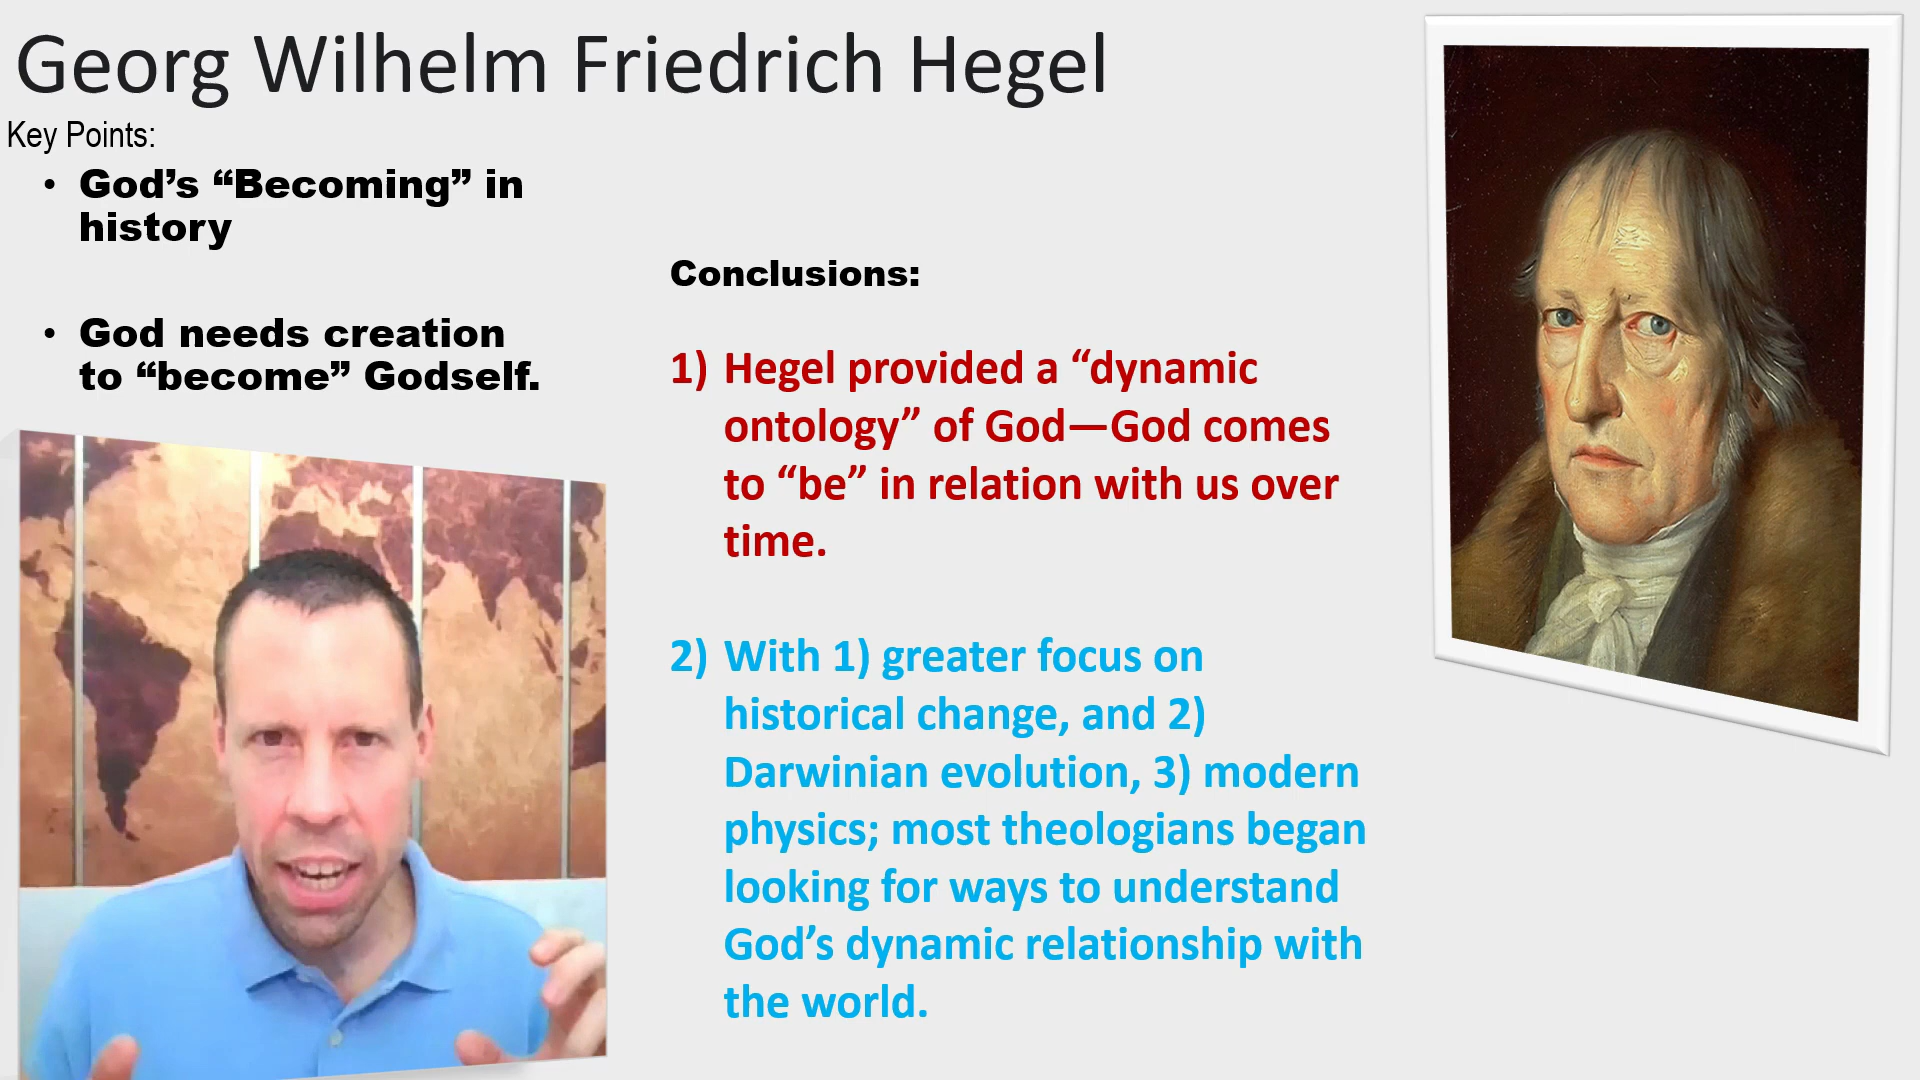 Georg Wilhelm Friedrich Hegel
Key Points:
• God’s “Becoming” in
history
• God needs creation
to “become” Godself.
Conclusions:
1) Hegel provided a “dynamic
ontology” of God—God comes
to “be” in relation with us over
time.
2) With 1) greater focus on
historical change, and 2)
Darwinian evolution, 3) modern
physics; most theologians began
looking for ways to understand
God’s dynamic relationship with
the world.